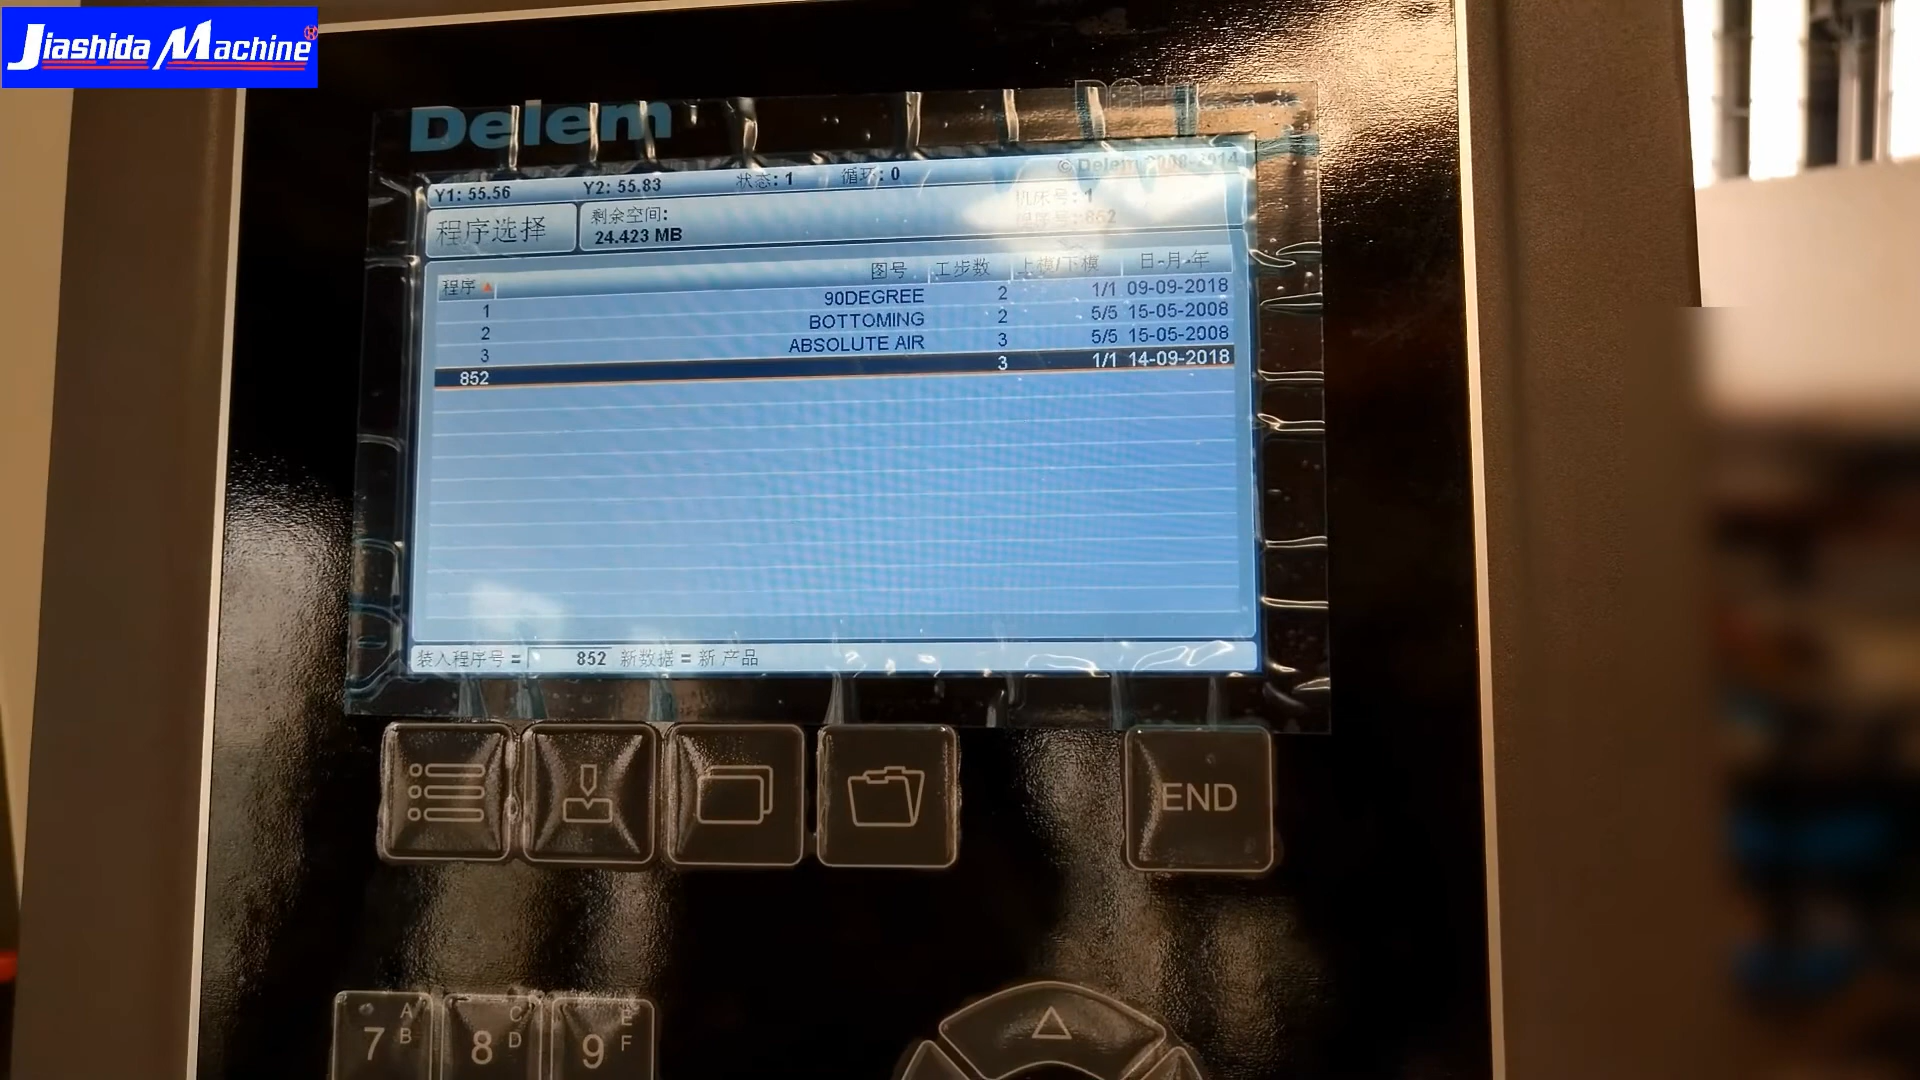 Jiashida Machine
Delem
© Delem 2008-2014
Y1: 55.56 Y2: 55.83 状态: 1 循环: 0
机床号: 1
程序选择 剩余空间: 程序号: 852
24.423 MB
程序 图号 工步数 上模/下模 日-月-年
1 90DEGREE 2 1/1 09-09-2018
2 BOTTOMING 2 5/5 15-05-2008
3 ABSOLUTE AIR 3 5/5 15-05-2008
852 3 1/1 14-09-2018
装入程序号 = 852 新数据 = 新 产品
END
7 A B 8 C D 9 E F